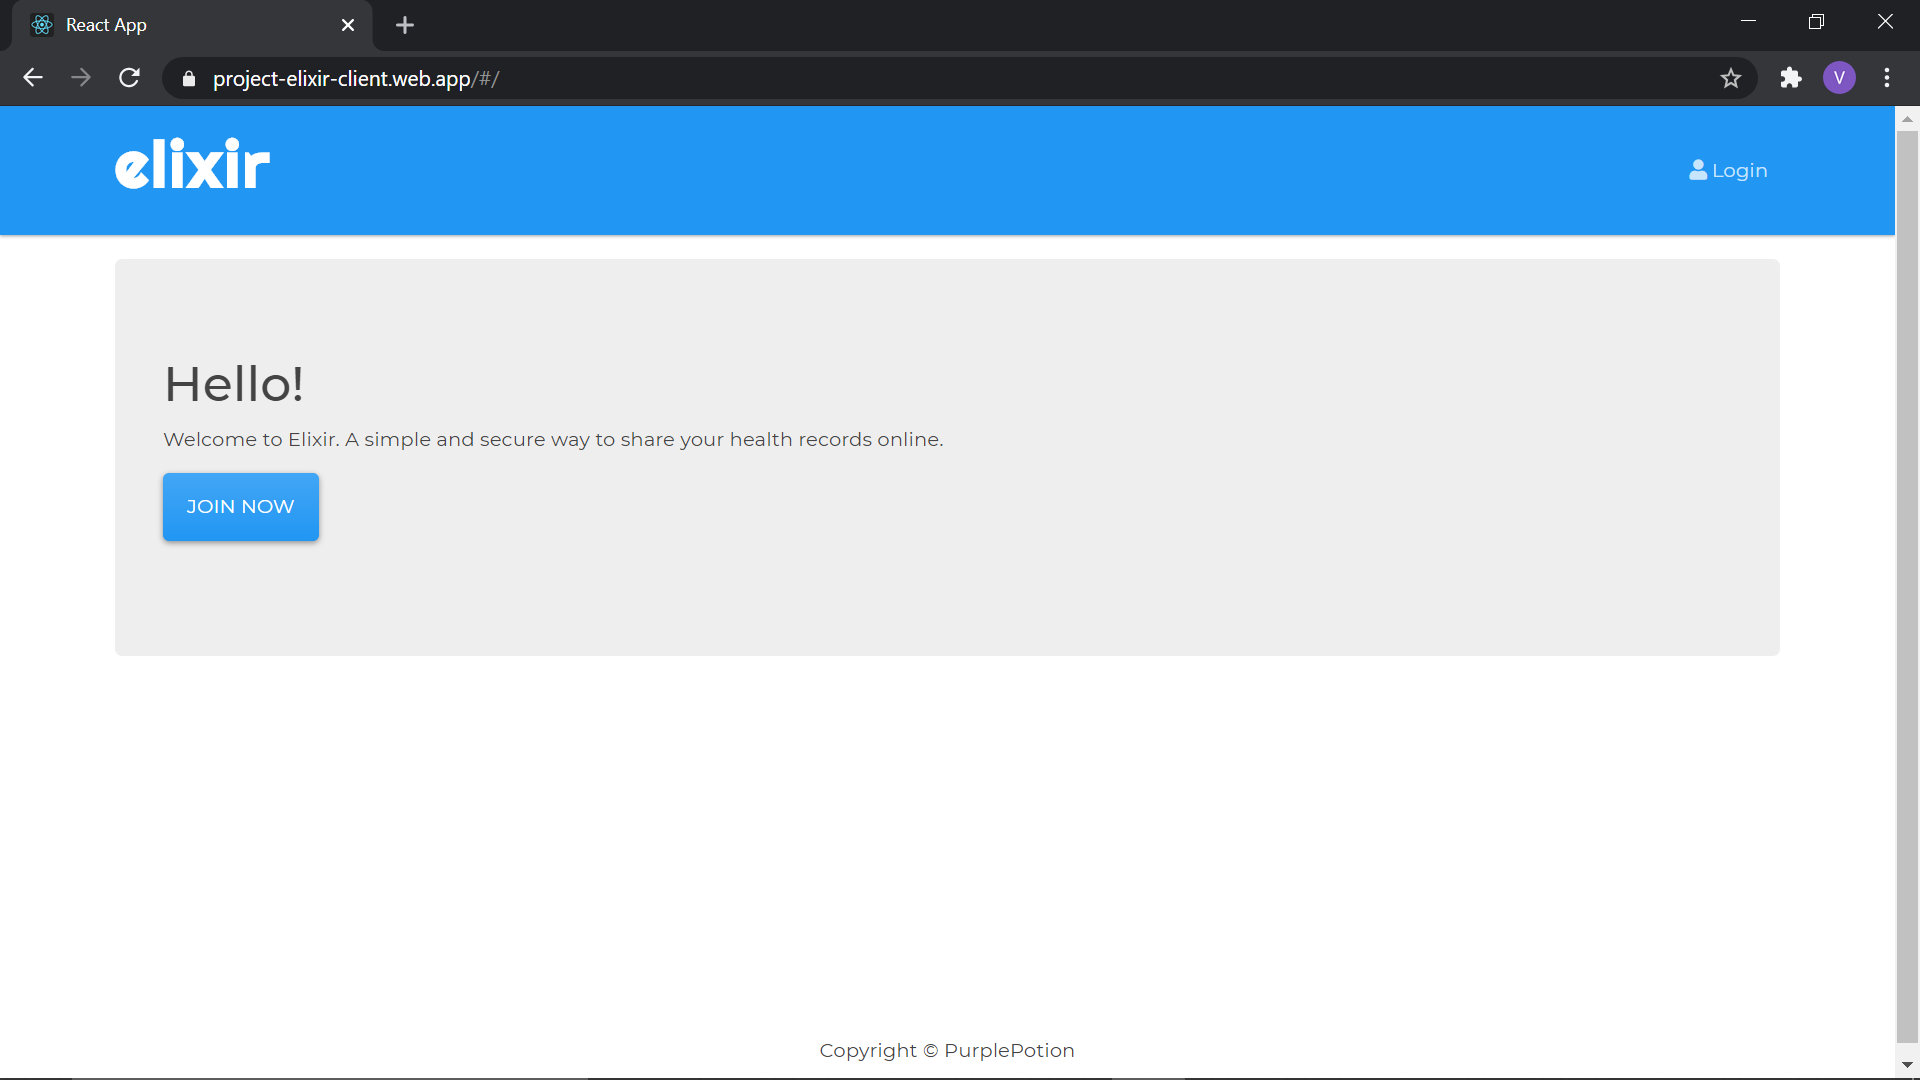 React App
project-elixir-client.web.app/#/
V
elixir
Login
Hello!
Welcome to Elixir. A simple and secure way to share your health records online.
JOIN NOW
Copyright © PurplePotion